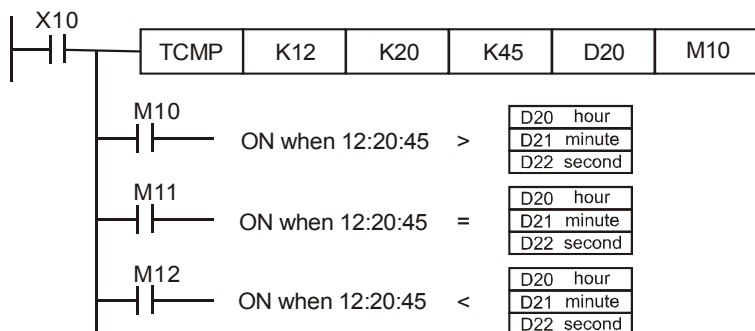 X10
TCMP K12 K20 K45 D20 M10
M10
ON when 12:20:45 > D20 hour
D21 minute
D22 second
M11
ON when 12:20:45 = D20 hour
D21 minute
D22 second
M12
ON when 12:20:45 < D20 hour
D21 minute
D22 second